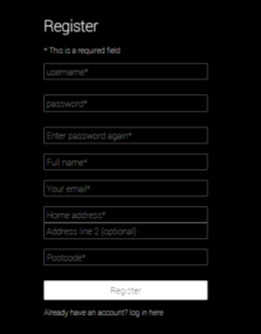 Register
* This is a required field
username*
password*
Enter password again*
Full name*
Your email*
Home address*
Address line 2 (optional)
Postcode*
Register
Already have an account? log in here